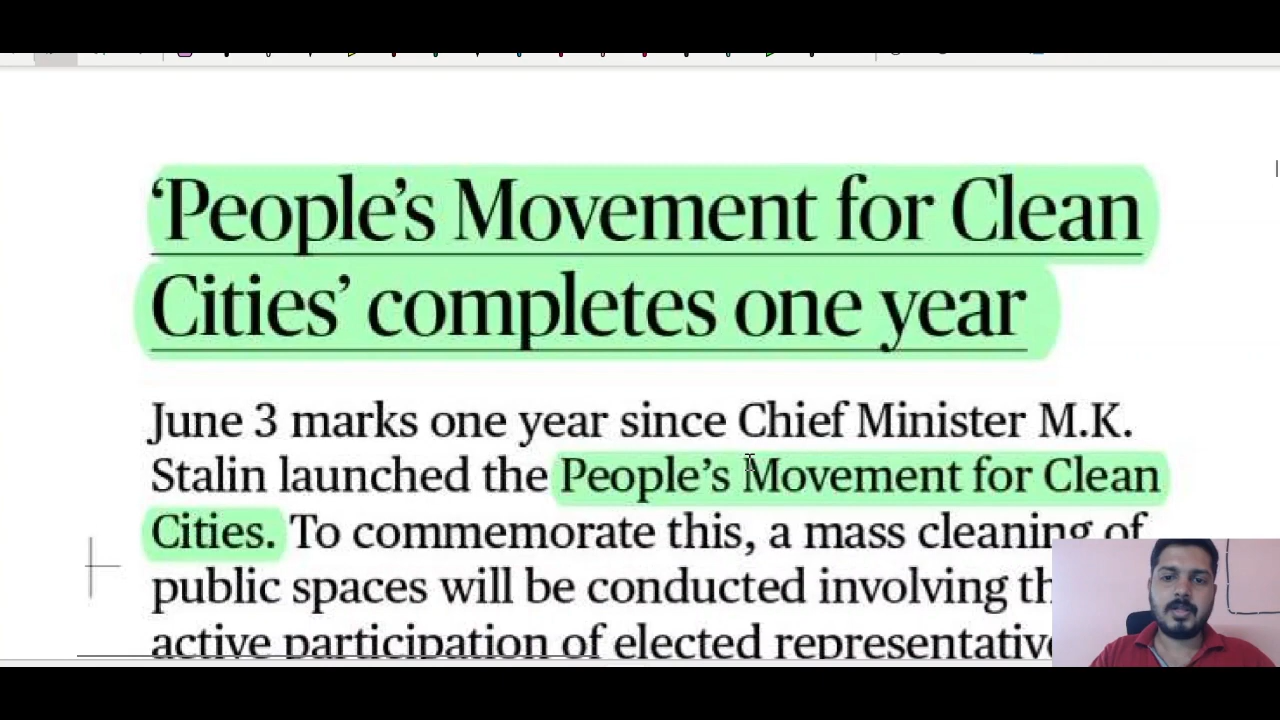 ‘People’s Movement for Clean
Cities’ completes one year
June 3 marks one year since Chief Minister M.K.
Stalin launched the People’s Movement for Clean
Cities. To commemorate this, a mass cleaning of
public spaces will be conducted involving
active participation of elected